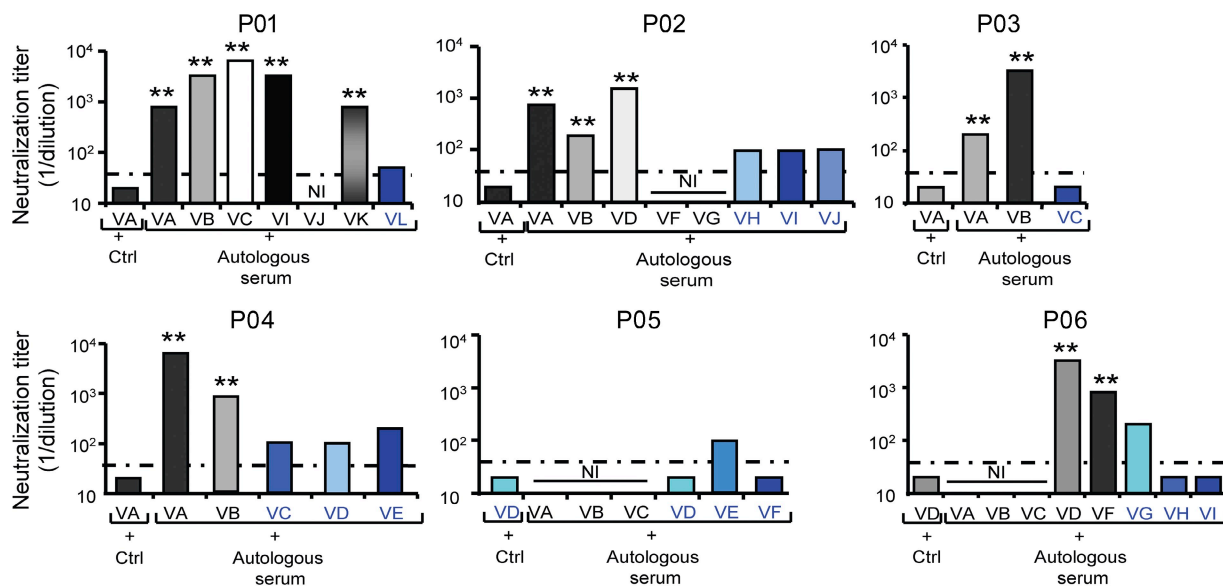 P01
P02
P03
Neutralization titer
(1/dilution)
10⁴
10³
10²
10
** ** ** ** **
NI
VA VA VB VC VI VJ VK VL
+ +
Ctrl Autologous
serum
10⁴
10³
10²
10
** ** **
NI
VA VA VB VD VF VG VH VI VJ
+ +
Ctrl Autologous
serum
10⁴
10³
10²
10
** **
VA VA VB VC
+ +
Ctrl Autologous
serum
P04
P05
P06
Neutralization titer
(1/dilution)
10⁴
10³
10²
10
** **
VA VA VB VC VD VE
+ +
Ctrl Autologous
serum
10⁴
10³
10²
10
NI
VD VA VB VC VD VE VF
+ +
Ctrl Autologous
serum
10⁴
10³
10²
10
** **
NI
VD VA VB VC VD VF VG VH VI
+ +
Ctrl Autologous
serum